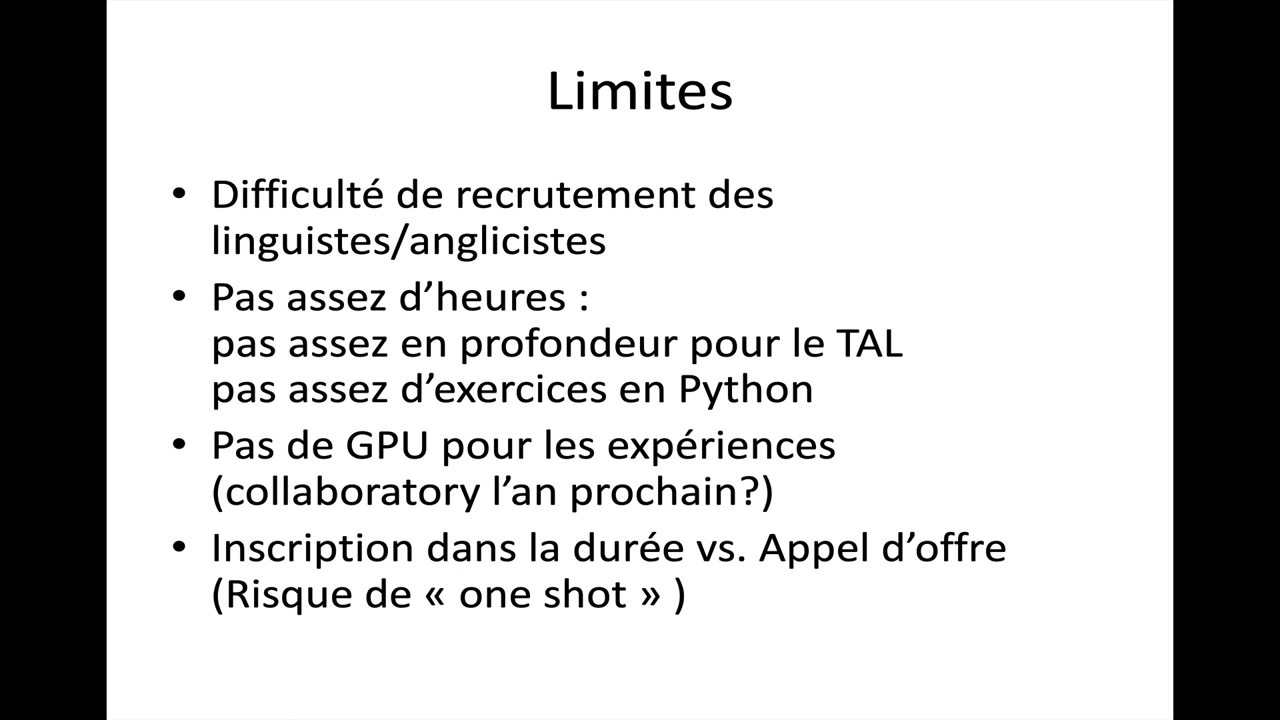 Limites
• Difficulté de recrutement des
linguistes/anglicistes
• Pas assez d’heures :
pas assez en profondeur pour le TAL
pas assez d’exercices en Python
• Pas de GPU pour les expériences
(collaboratory l’an prochain?)
• Inscription dans la durée vs. Appel d’offre
(Risque de « one shot » )